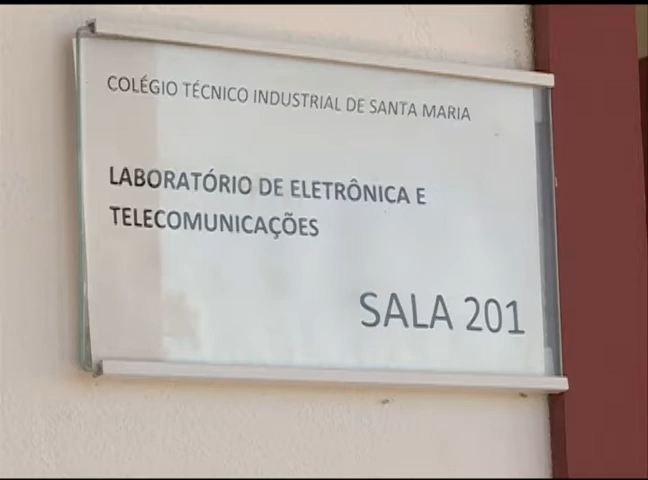 COLÉGIO TÉCNICO INDUSTRIAL DE SANTA MARIA
LABORATÓRIO DE ELETRÔNICA E
TELECOMUNICAÇÕES
SALA 201